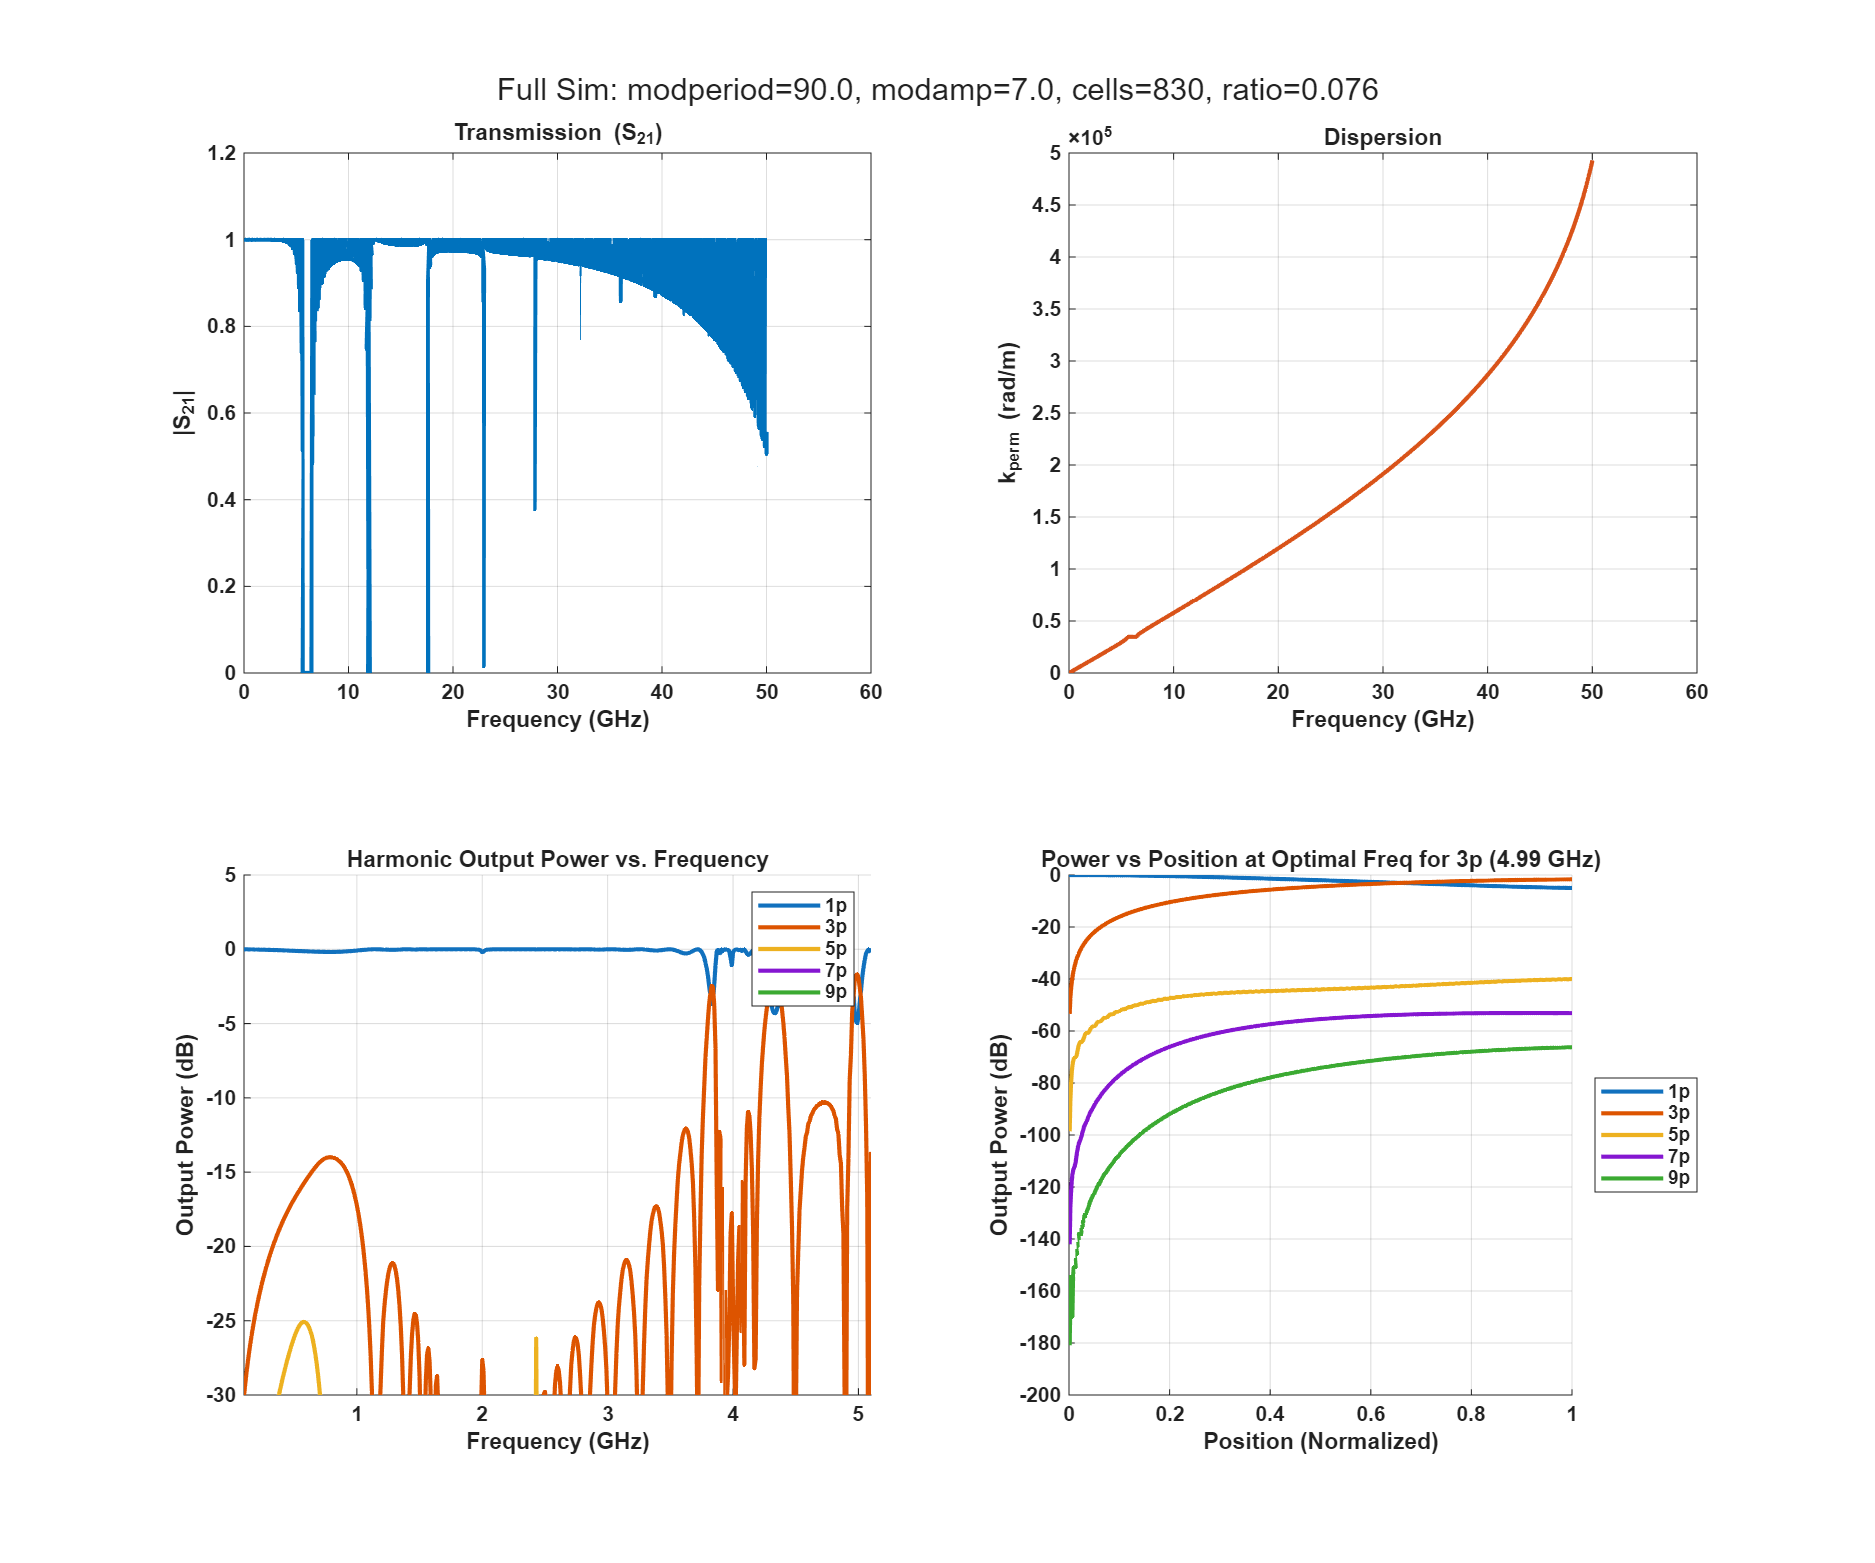 Full Sim: modperiod=90.0, modamp=7.0, cells=830, ratio=0.076
Transmission (S21)
1.2
1
0.8
0.6
0.4
0.2
0
|S21|
0 10 20 30 40 50 60
Frequency (GHz)
×10^5
Dispersion
5
4.5
4
3.5
3
2.5
2
1.5
1
0.5
0
kperm (rad/m)
0 10 20 30 40 50 60
Frequency (GHz)
Harmonic Output Power vs. Frequency
5
0
-5
-10
-15
-20
-25
-30
Output Power (dB)
1p
3p
5p
7p
9p
1 2 3 4 5
Frequency (GHz)
Power vs Position at Optimal Freq for 3p (4.99 GHz)
0
-20
-40
-60
-80
-100
-120
-140
-160
-180
-200
Output Power (dB)
0 0.2 0.4 0.6 0.8 1
Position (Normalized)
1p
3p
5p
7p
9p